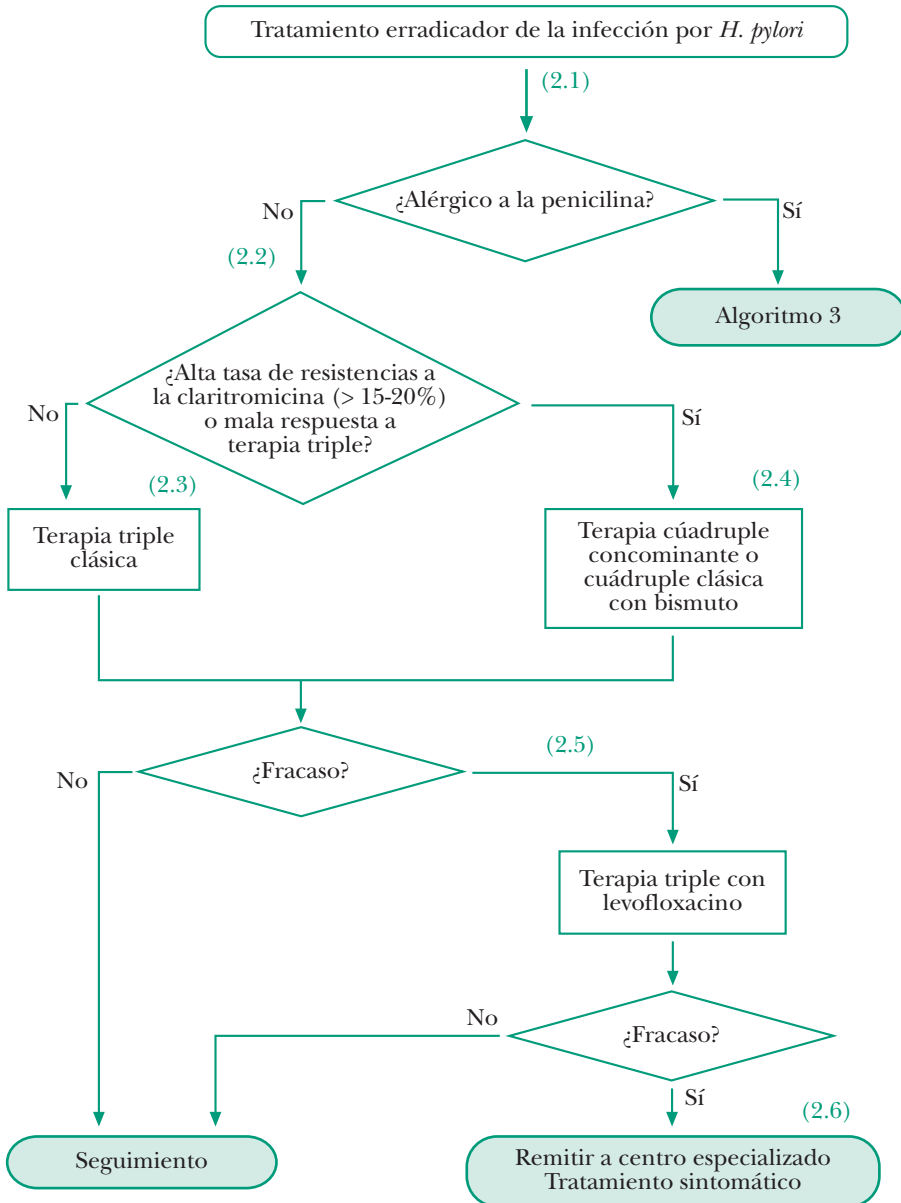 Tratamiento erradicador de la infección por H. pylori
(2.1)
¿Alérgico a la penicilina?
No
Sí
(2.2)
Algoritmo 3
¿Alta tasa de resistencias a
la claritromicina (> 15-20%)
o mala respuesta a
terapia triple?
No
Sí
(2.3)
(2.4)
Terapia triple
clásica
Terapia cúadruple
concominante o
cuádruple clásica
con bismuto
(2.5)
¿Fracaso?
No
Sí
Terapia triple con
levofloxacino
No
¿Fracaso?
Sí
(2.6)
Seguimiento
Remitir a centro especializado
Tratamiento sintomático